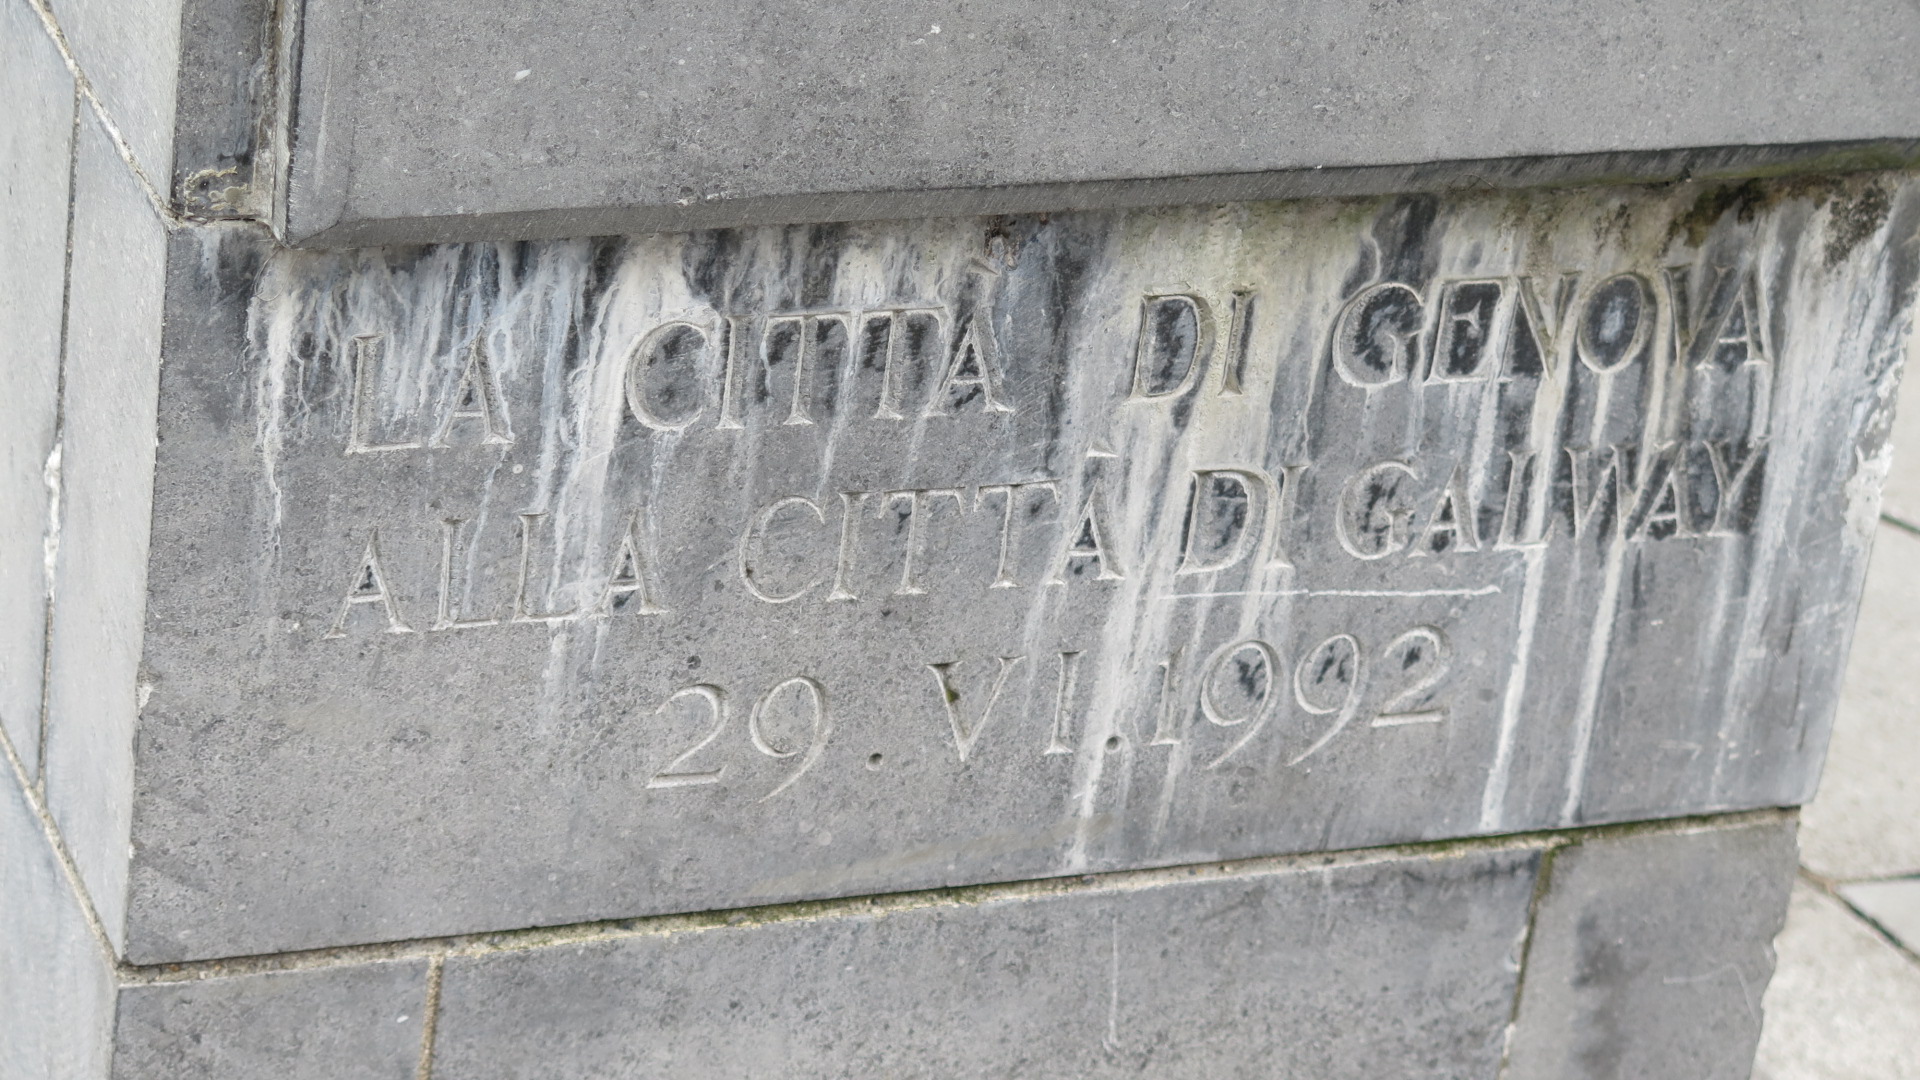 LA CITTÀ DI GENOVA
ALLA CITTÀ DI GALWAY
29. VI. 1992